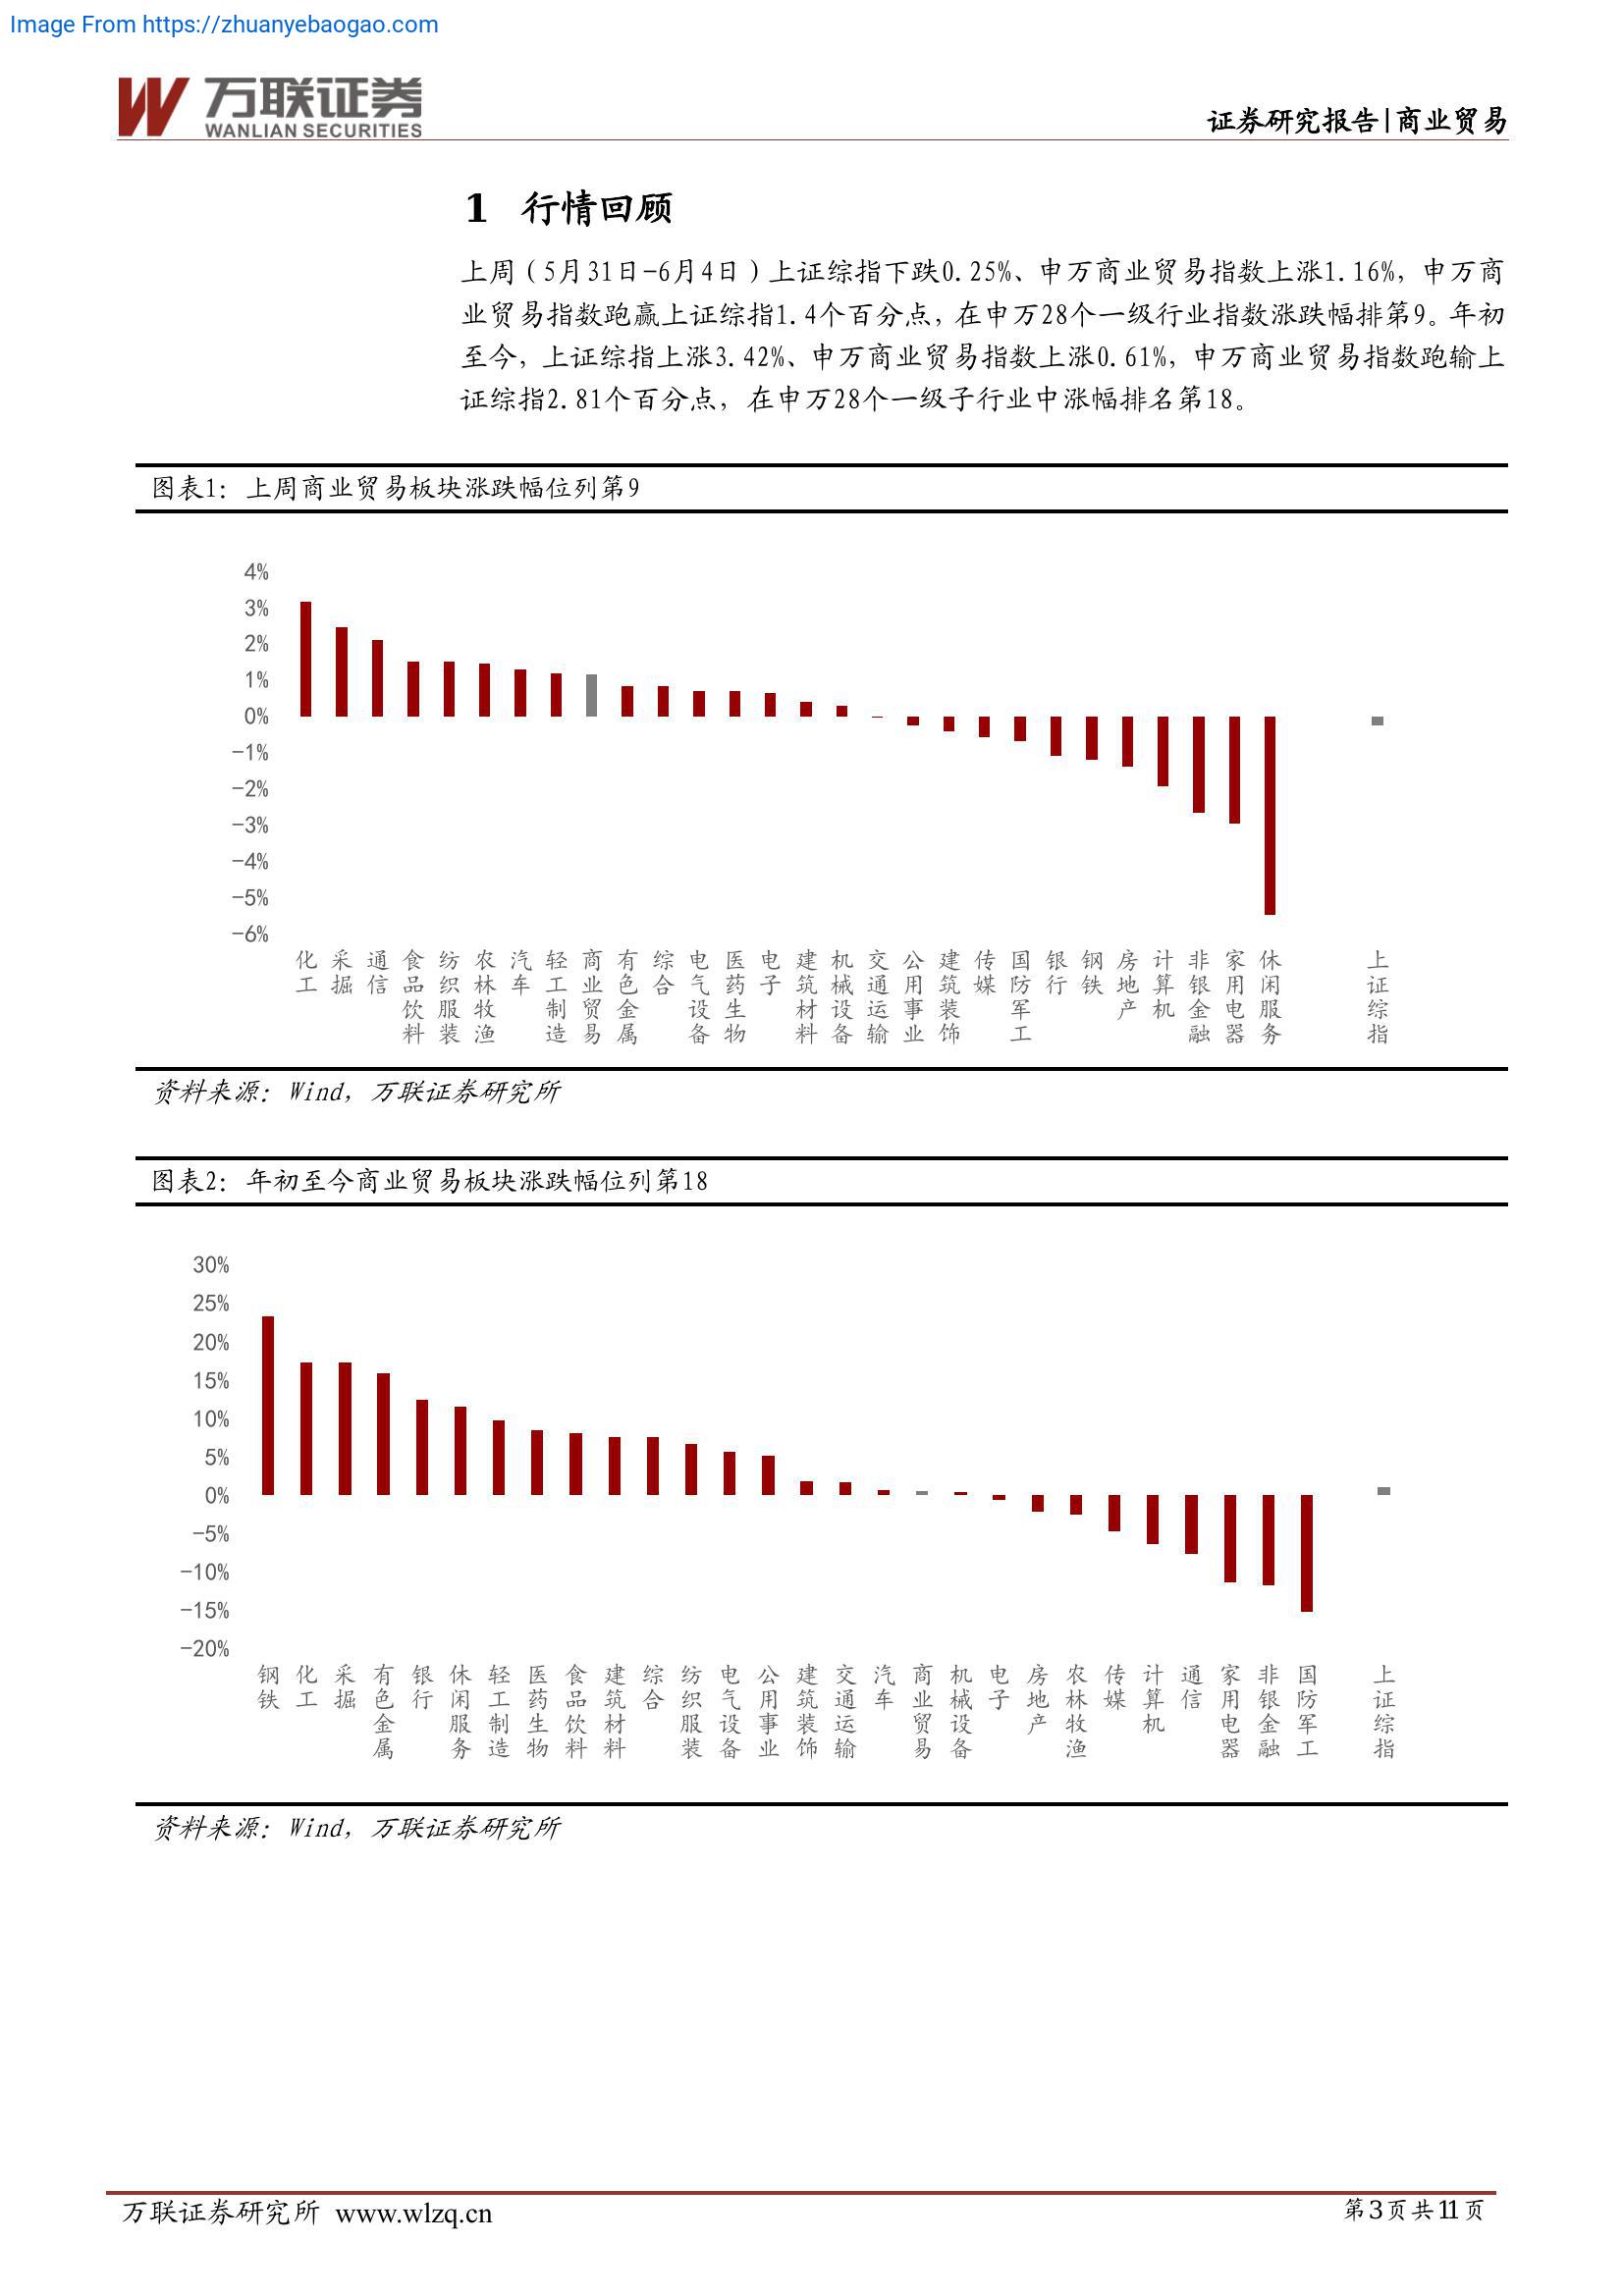 Image From https://zhuanyebaogao.com
万联证券
WANLIAN SECURITIES
证券研究报告|商业贸易
1 行情回顾
上周（5月31日-6月4日）上证综指下跌0.25%、申万商业贸易指数上涨1.16%，申万商
业贸易指数跑赢上证综指1.4个百分点，在申万28个一级行业指数涨跌幅排第9。年初
至今，上证综指上涨3.42%、申万商业贸易指数上涨0.61%，申万商业贸易指数跑输上
证综指2.81个百分点，在申万28个一级子行业中涨幅排名第18。
图表1：上周商业贸易板块涨跌幅位列第9
4%
3%
2%
1%
0%
-1%
-2%
-3%
-4%
-5%
-6%
化工
采掘
通信
食品饮料
纺织服装
农林牧渔
汽车
轻工制造
商业贸易
有色金属
综合
电气设备
医药生物
电子
建筑材料
机械设备
交通运输
公用事业
建筑装饰
传媒
国防军工
银行
钢铁
房地产
计算机
非银金融
家用电器
休闲服务
上证综指
资料来源：Wind，万联证券研究所
图表2：年初至今商业贸易板块涨跌幅位列第18
30%
25%
20%
15%
10%
5%
0%
-5%
-10%
-15%
-20%
钢铁
化工
采掘
有色金属
银行
休闲服务
轻工制造
医药生物
食品饮料
建筑材料
综合
纺织服装
电气设备
公用事业
建筑装饰
交通运输
汽车
商业贸易
机械设备
电子
房地产
农林牧渔
传媒
计算机
通信
家用电器
非银金融
国防军工
上证综指
资料来源：Wind，万联证券研究所
万联证券研究所 www.wlzq.cn
第3页共11页